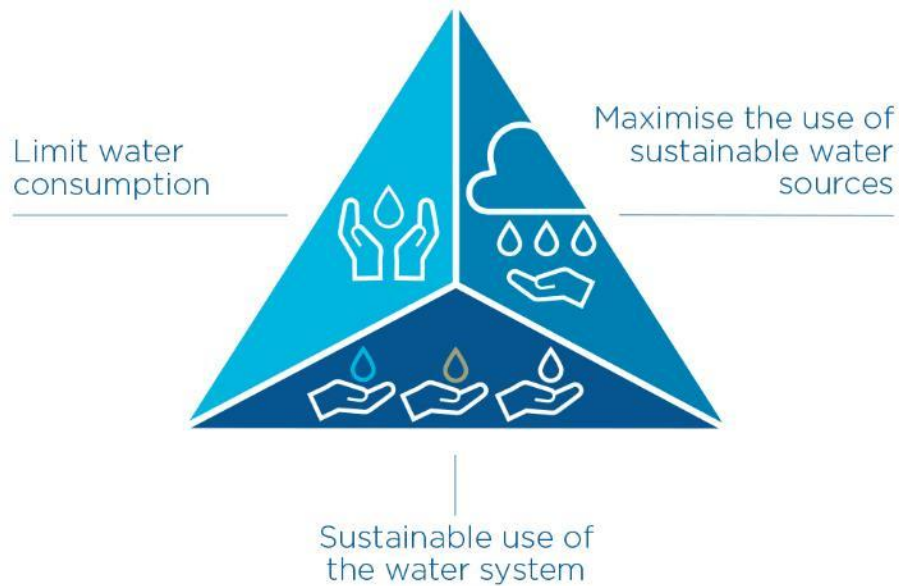 Limit water
consumption
Maximise the use of
sustainable water
sources
Sustainable use of
the water system